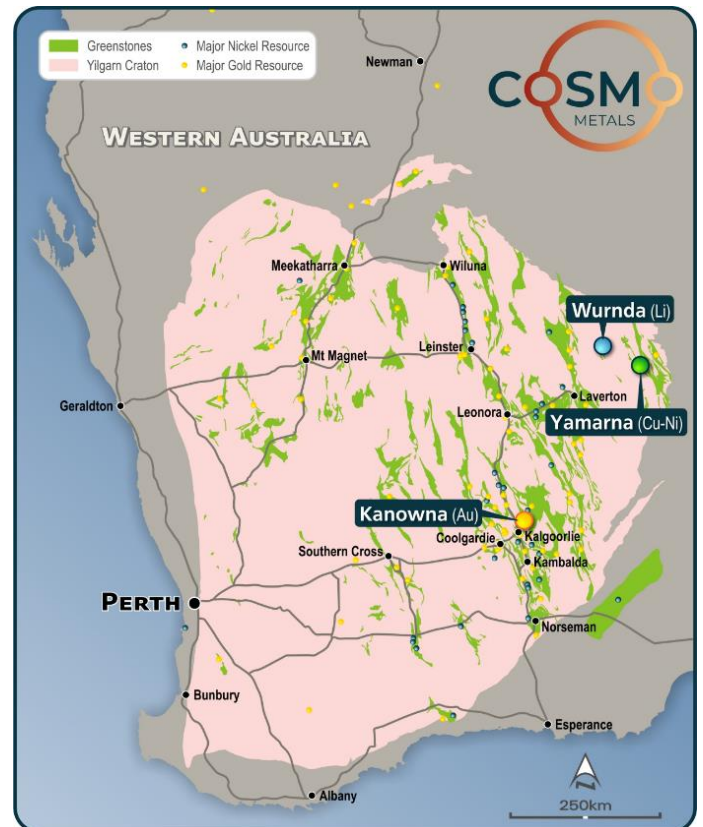 Greenstones
Major Nickel Resource
Yilgarn Craton
Major Gold Resource
COSMO
METALS
Newman
WESTERN AUSTRALIA
Meekatharra
Wiluna
Wurnda (Li)
Mt Magnet
Leinster
Geraldton
Laverton
Leonora
Yamarna (Cu-Ni)
Kanowna (Au)
Coolgardie
Kalgoorlie
Southern Cross
Kambalda
PERTH
Norseman
Bunbury
Esperance
Albany
N
250km